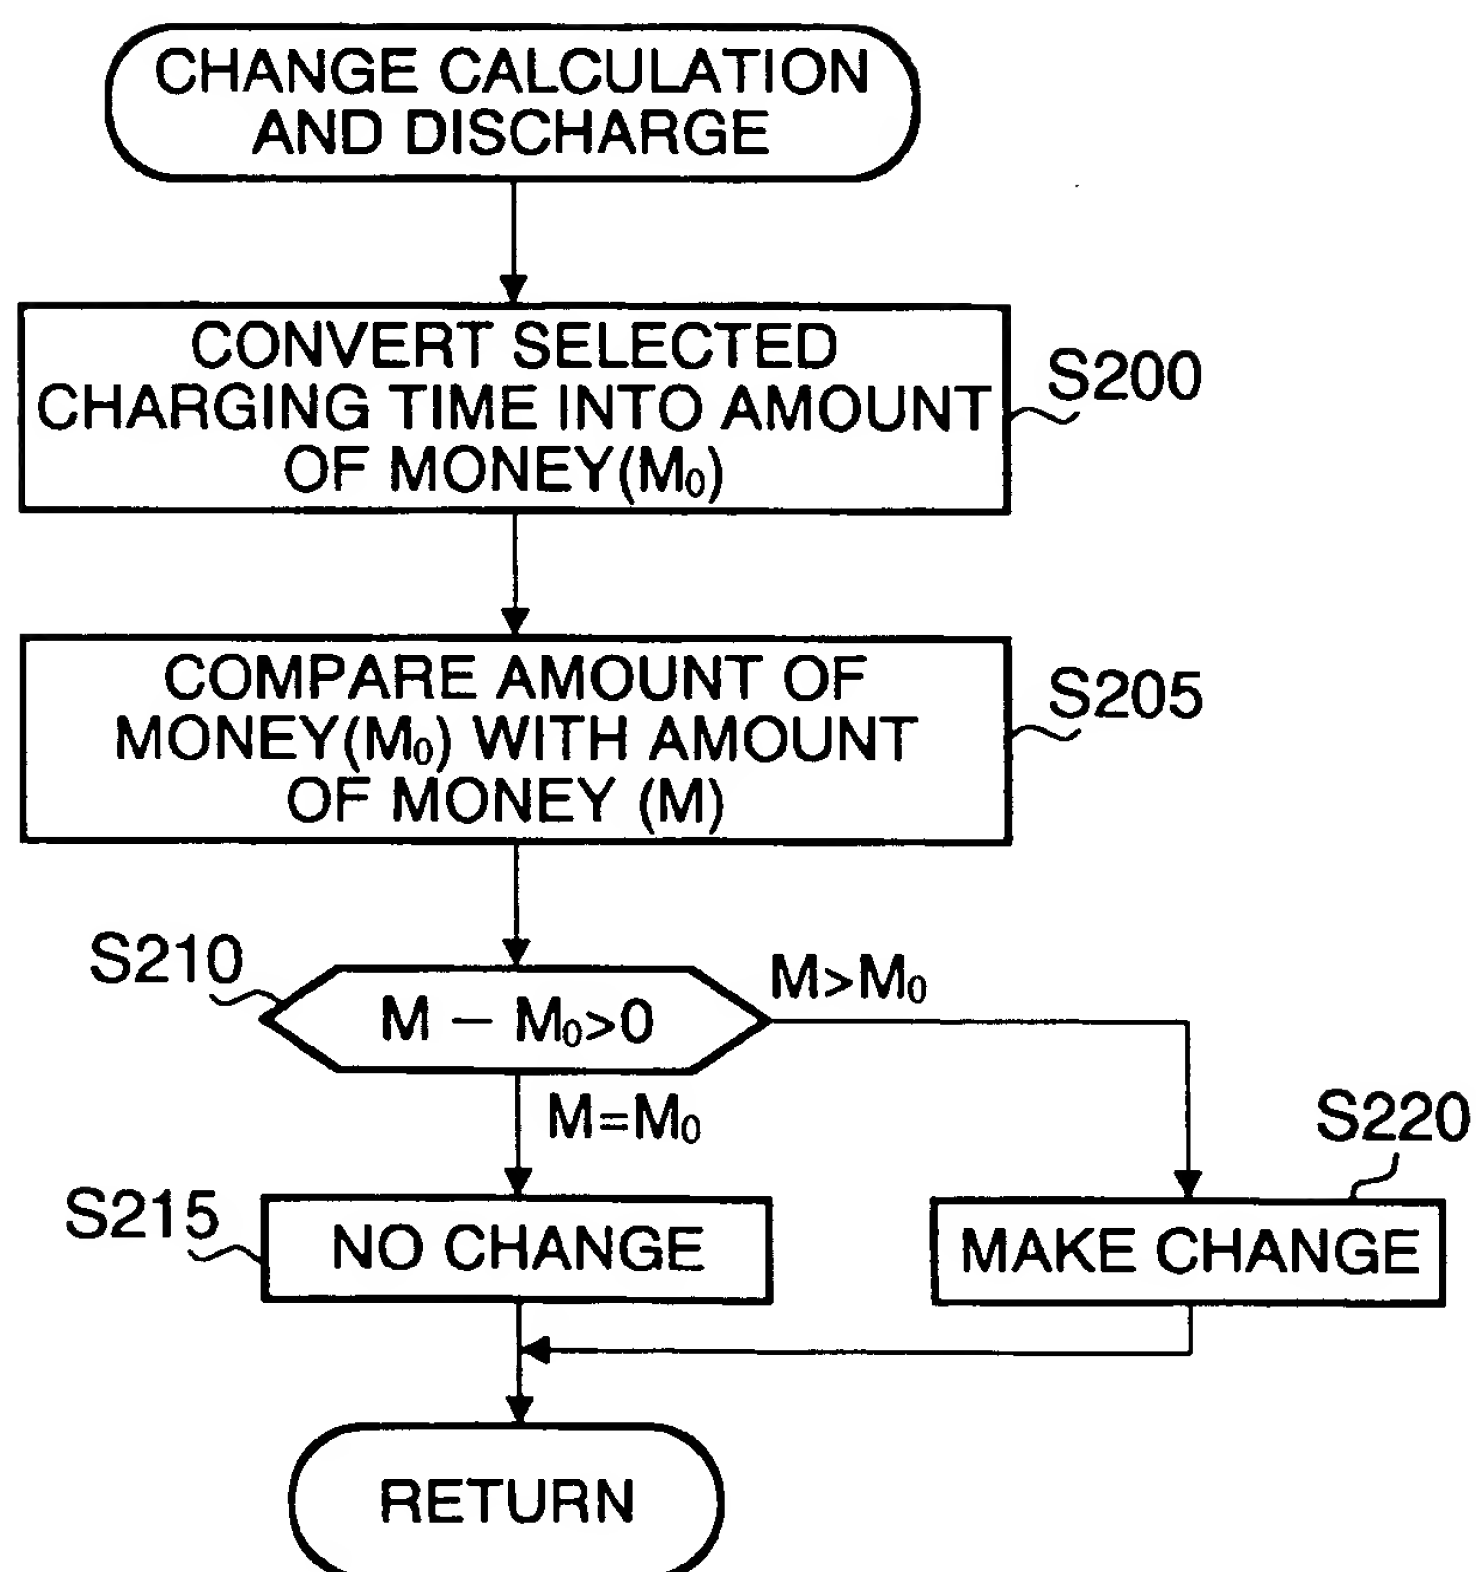 CHANGE CALCULATION
AND DISCHARGE
CONVERT SELECTED
CHARGING TIME INTO AMOUNT
OF MONEY(M₀)
S200
COMPARE AMOUNT OF
MONEY(M₀) WITH AMOUNT
OF MONEY (M)
S205
S210
M – M₀>0
M>M₀
M=M₀
S215
NO CHANGE
S220
MAKE CHANGE
RETURN